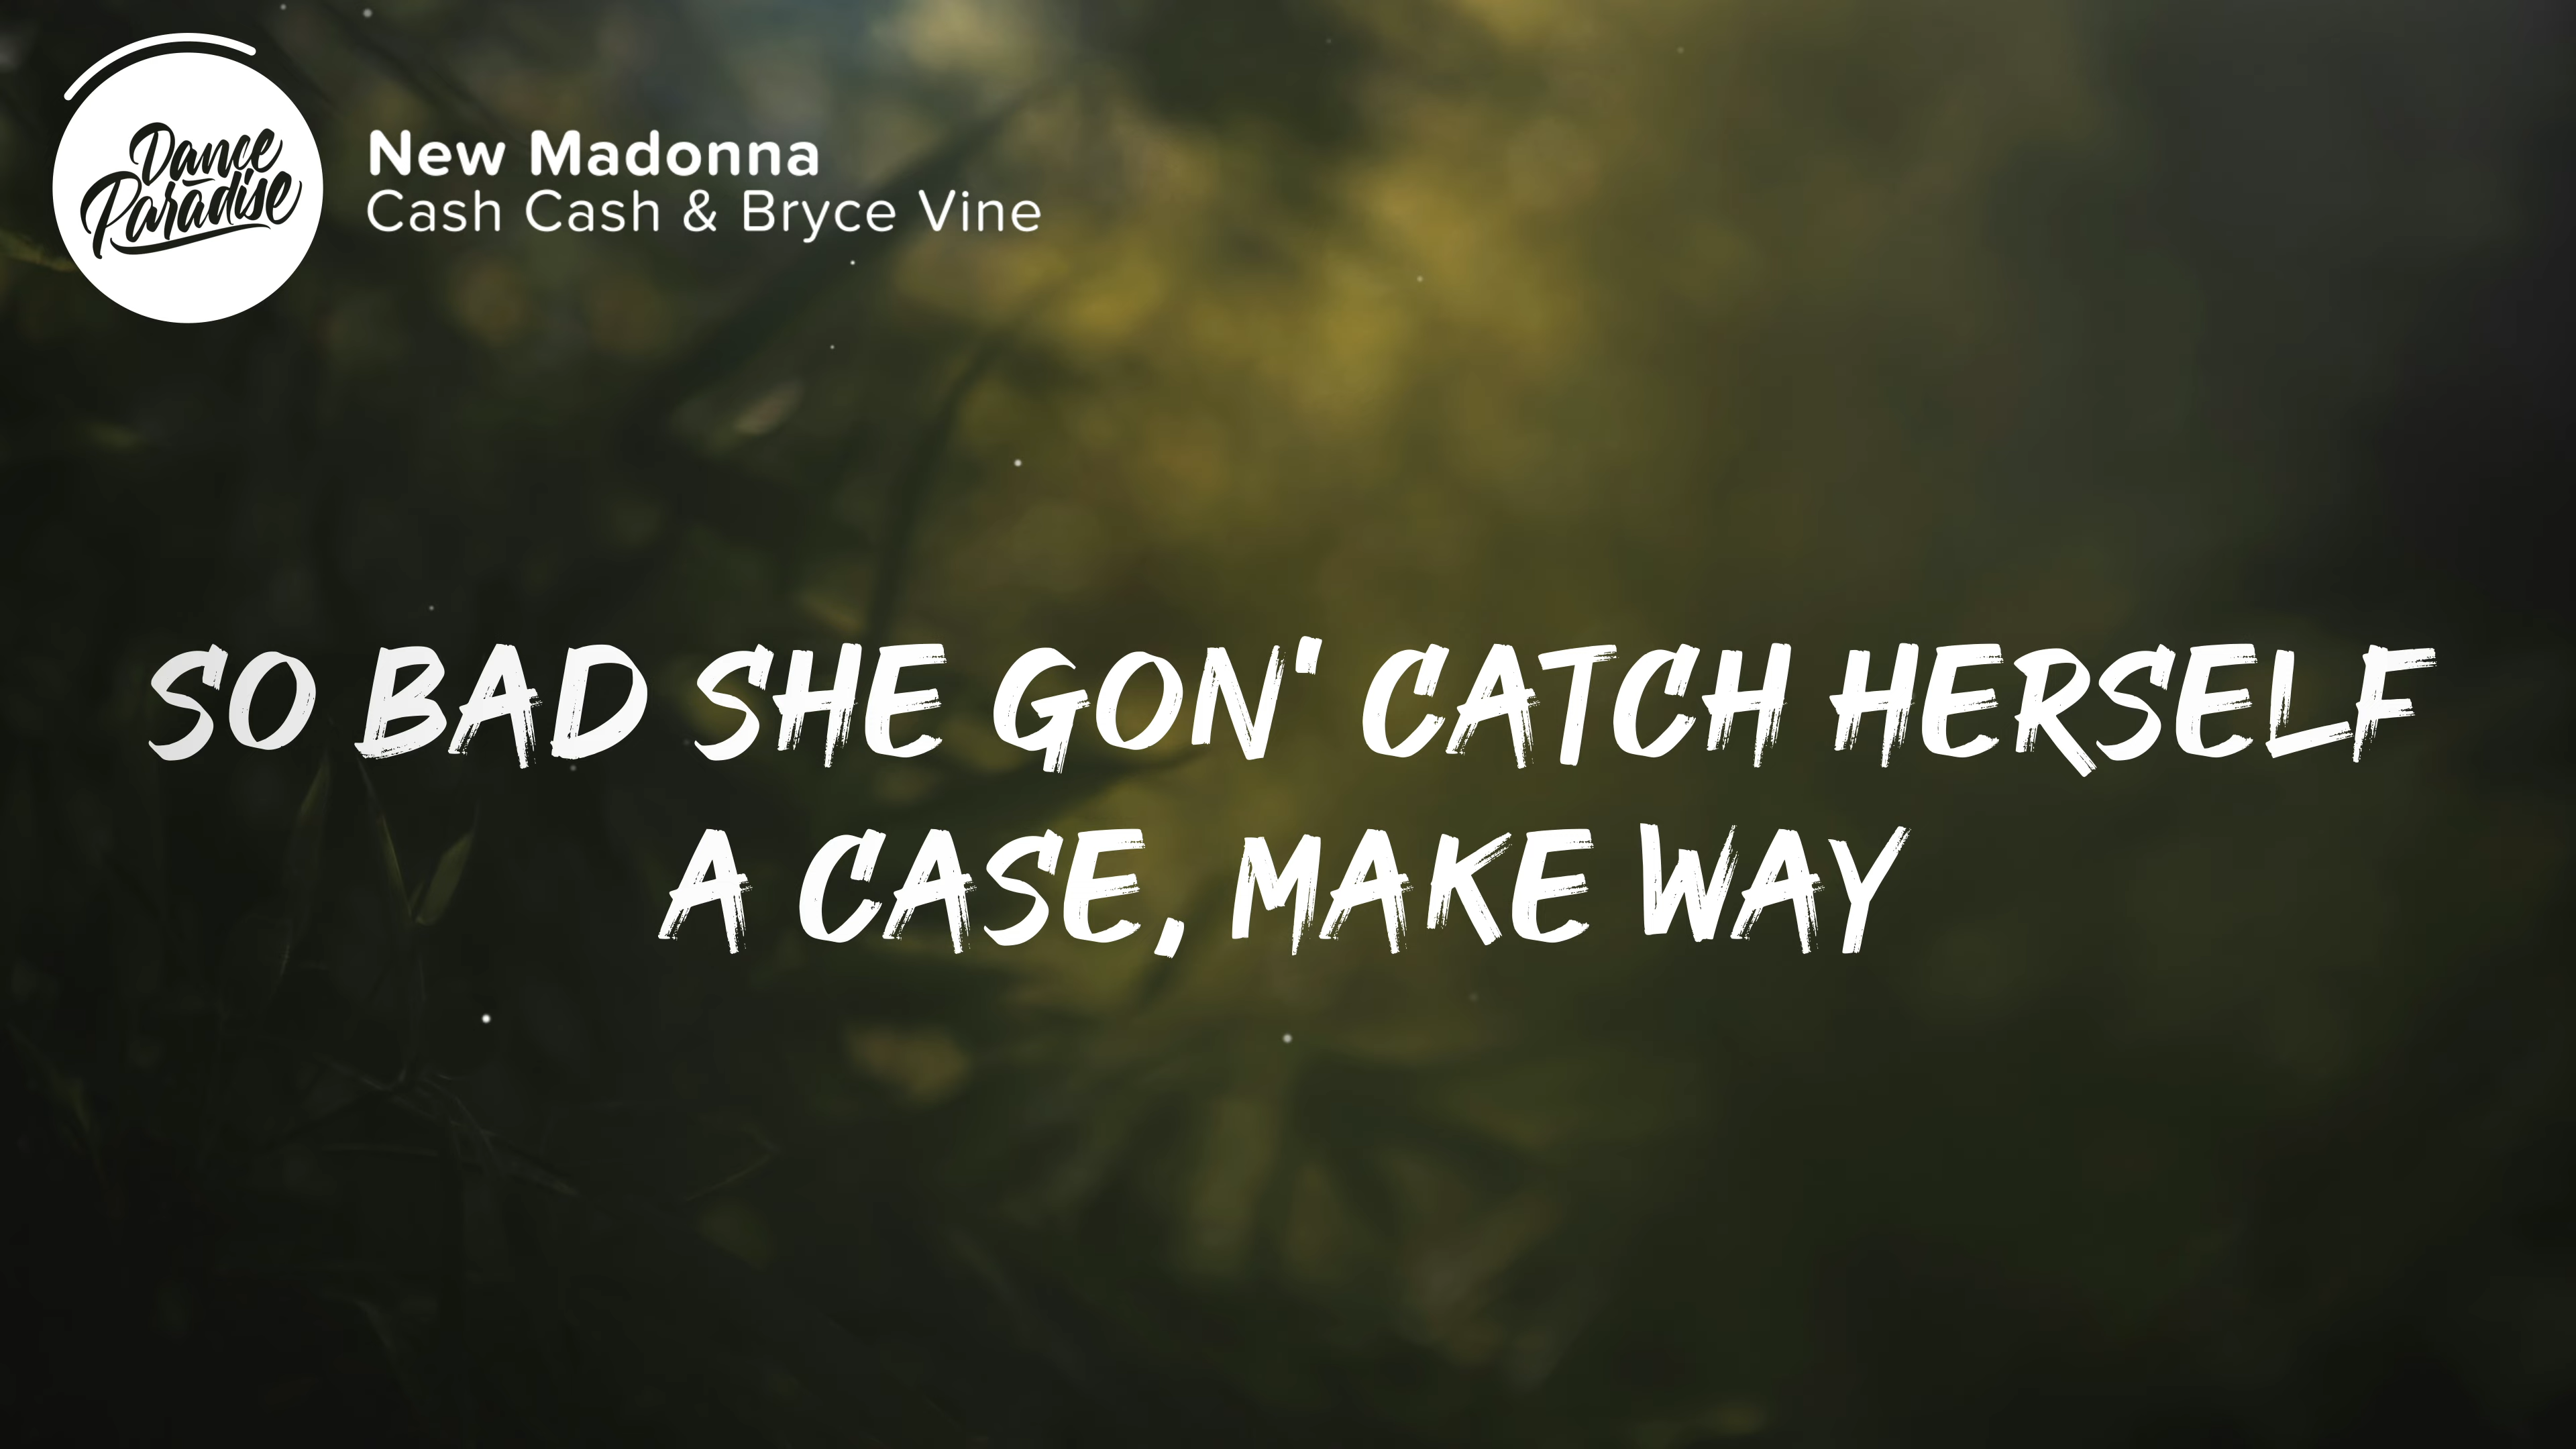 Dance
Paradise
New Madonna
Cash Cash & Bryce Vine
SO BAD SHE GON' CATCH HERSELF
A CASE, MAKE WAY